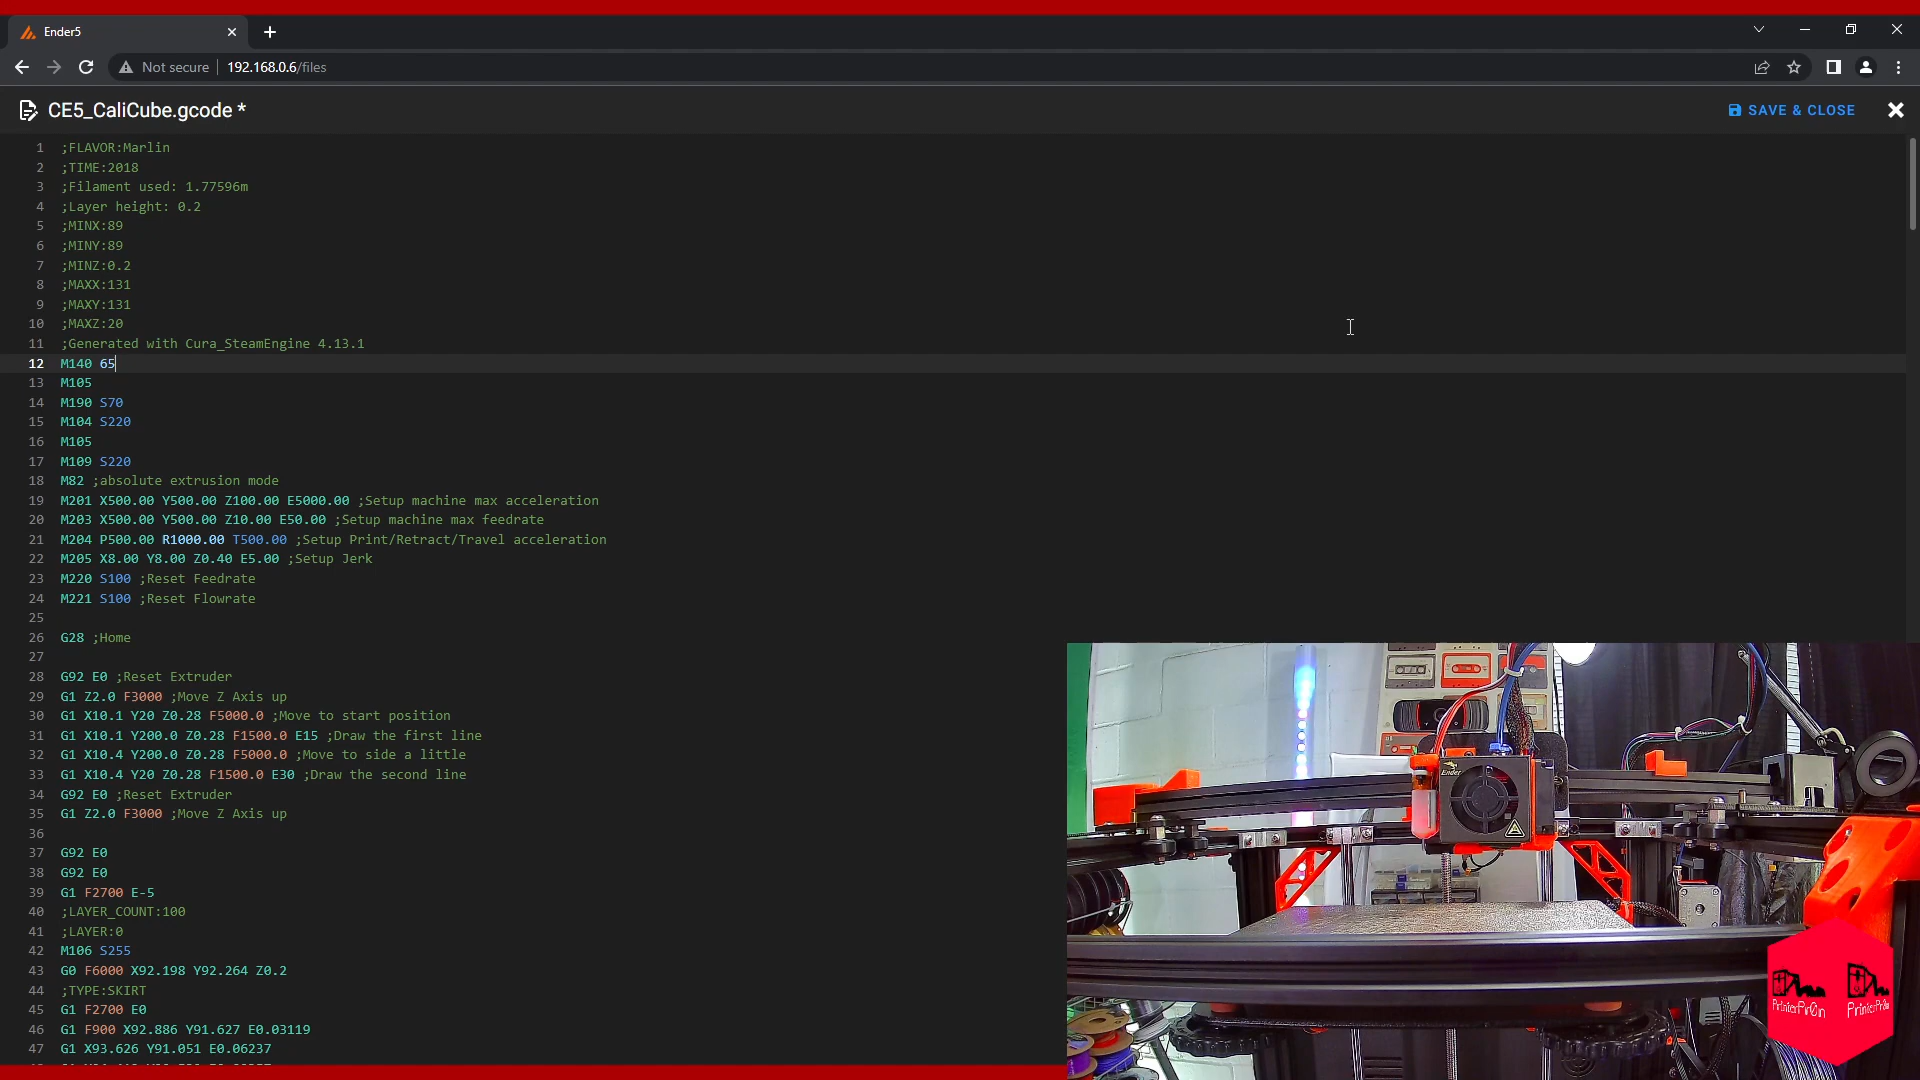 Ender5
Not secure 192.168.0.6/files
CE5_CaliCube.gcode *
SAVE & CLOSE
1 ;FLAVOR:Marlin
2 ;TIME:2018
3 ;Filament used: 1.77596m
4 ;Layer height: 0.2
5 ;MINX:89
6 ;MINY:89
7 ;MINZ:0.2
8 ;MAXX:131
9 ;MAXY:131
10 ;MAXZ:20
11 ;Generated with Cura_SteamEngine 4.13.1
12 M140 65
13 M105
14 M190 S70
15 M104 S220
16 M105
17 M109 S220
18 M82 ;absolute extrusion mode
19 M201 X500.00 Y500.00 Z100.00 E5000.00 ;Setup machine max acceleration
20 M203 X500.00 Y500.00 Z10.00 E50.00 ;Setup machine max feedrate
21 M204 P500.00 R1000.00 T500.00 ;Setup Print/Retract/Travel acceleration
22 M205 X8.00 Y8.00 Z0.40 E5.00 ;Setup Jerk
23 M220 S100 ;Reset Feedrate
24 M221 S100 ;Reset Flowrate
25
26 G28 ;Home
27
28 G92 E0 ;Reset Extruder
29 G1 Z2.0 F3000 ;Move Z Axis up
30 G1 X10.1 Y20 Z0.28 F5000.0 ;Move to start position
31 G1 X10.1 Y200.0 Z0.28 F1500.0 E15 ;Draw the first line
32 G1 X10.4 Y200.0 Z0.28 F5000.0 ;Move to side a little
33 G1 X10.4 Y20 Z0.28 F1500.0 E30 ;Draw the second line
34 G92 E0 ;Reset Extruder
35 G1 Z2.0 F3000 ;Move Z Axis up
36
37 G92 E0
38 G92 E0
39 G1 F2700 E-5
40 ;LAYER_COUNT:100
41 ;LAYER:0
42 M106 S255
43 G0 F6000 X92.198 Y92.264 Z0.2
44 ;TYPE:SKIRT
45 G1 F2700 E0
46 G1 F900 X92.886 Y91.627 E0.03119
47 G1 X93.626 Y91.051 E0.06237
Ender
PrinterPr0n PrinterPr0n